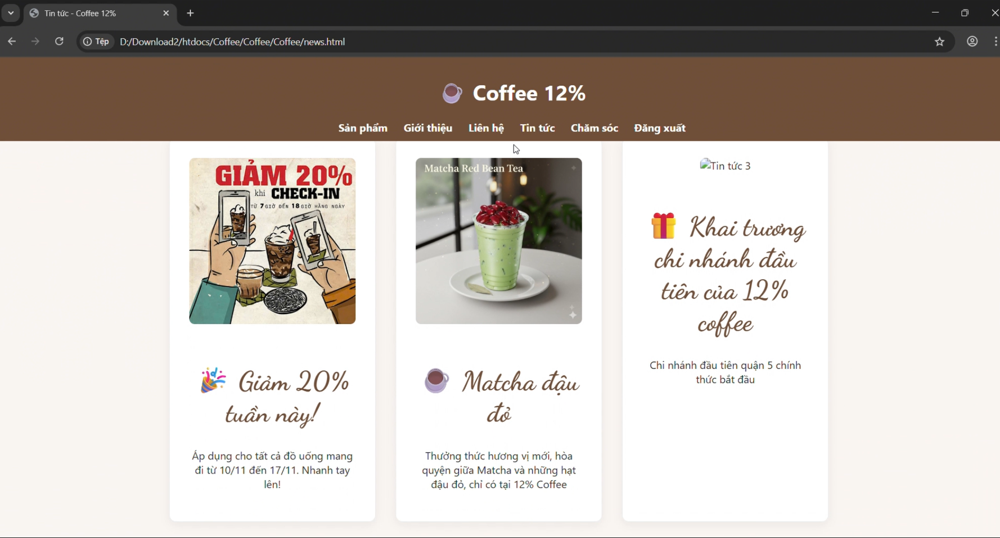 Tin tức - Coffee 12%
Tệp D:/Download2/htdocs/Coffee/Coffee/Coffee/news.html
Coffee 12%
Sản phẩm Giới thiệu Liên hệ Tin tức Chăm sóc Đăng xuất
GIẢM 20%
khi CHECK-IN
TỪ 7 GIỜ ĐẾN 18 GIỜ HẰNG NGÀY
Giảm 20%
tuần này!
Áp dụng cho tất cả đồ uống mang
đi từ 10/11 đến 17/11. Nhanh tay
lên!
Matcha Red Bean Tea
Matcha đậu
đỏ
Thưởng thức hương vị mới, hòa
quyện giữa Matcha và những hạt
đậu đỏ, chỉ có tại 12% Coffee
Tin tức 3
Khai trương
chi nhánh đầu
tiên của 12%
coffee
Chi nhánh đầu tiên quận 5 chính
thức bắt đầu